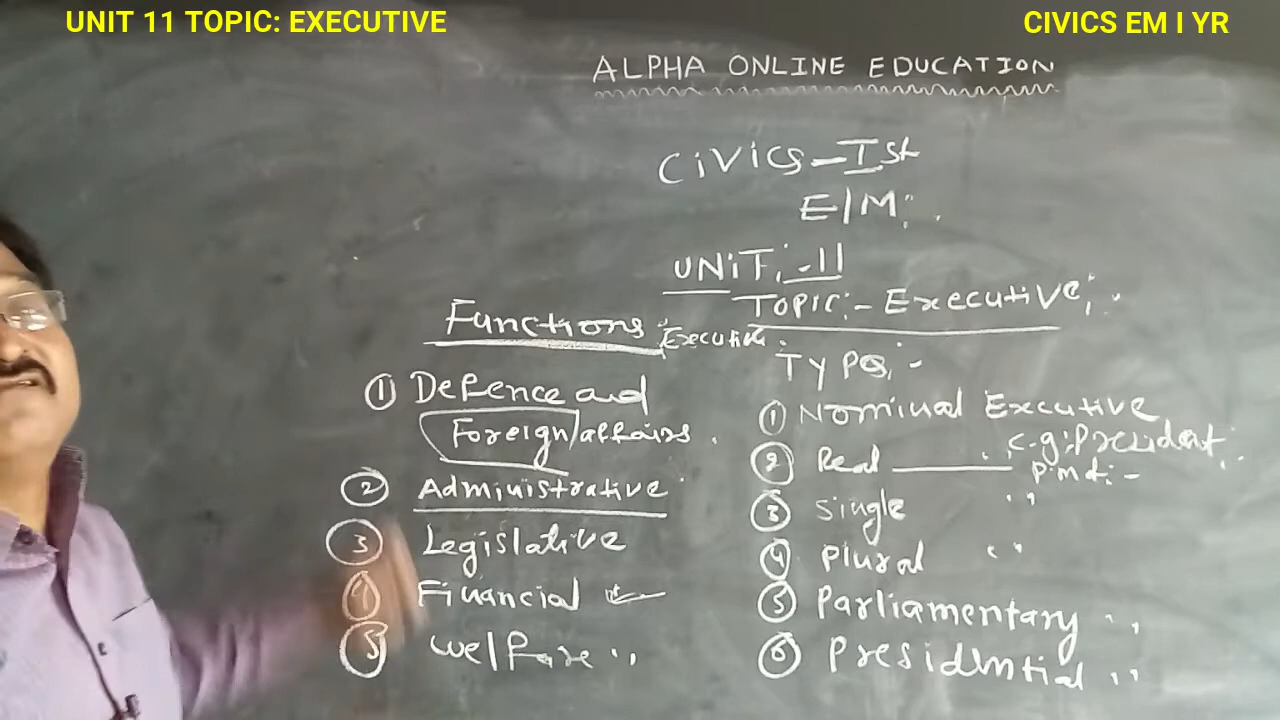 UNIT 11 TOPIC: EXECUTIVE
CIVICS EM I YR
ALPHA ONLINE EDUCATION
CiViCS - Ist
E/M:
UNiT:-11
TOPIC:- Executive:
Functions:
Executive:
① Defence and
Foreign/affairs.
② Administrative
③ Legislative
④ Financial ←
⑤ welfare "
Types:-
① Nominal Executive
e.g:President:
② Real ——— "
P.m
③ single "
④ Plural "
⑤ Parliamentary "
⑥ Presidential "